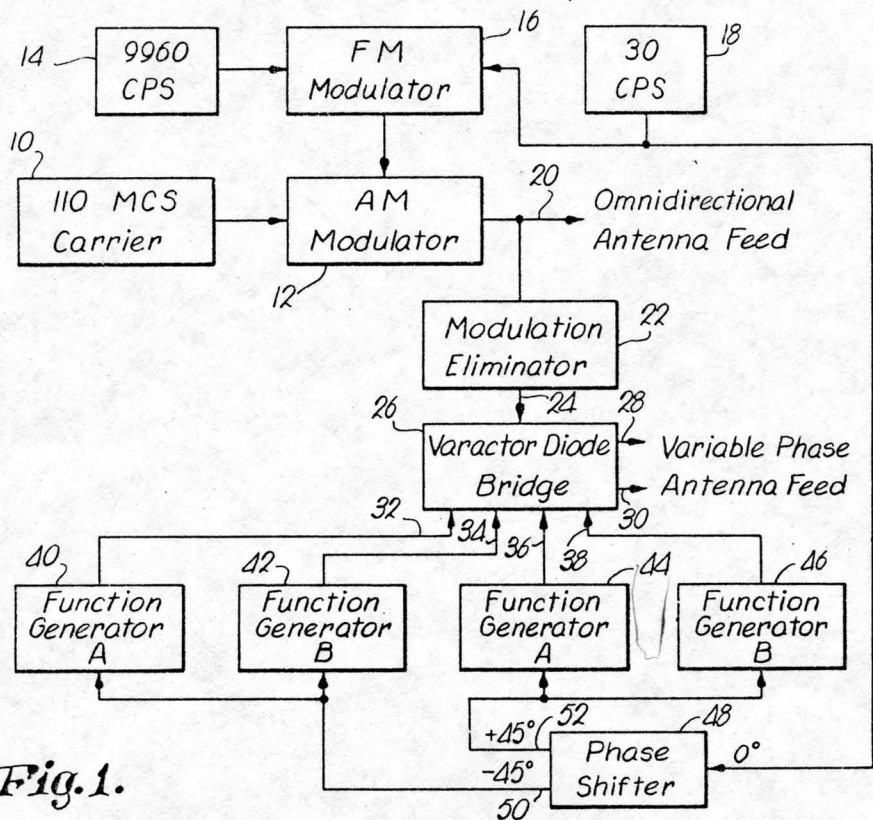 14
9960
CPS
FM
Modulator
16
30
CPS
18
10
110 MCS
Carrier
AM
Modulator
12
20
Omnidirectional
Antenna Feed
Modulation
Eliminator
22
24
26
Varactor Diode
Bridge
28
30
Variable Phase
Antenna Feed
32
34
36
38
40
Function
Generator
A
42
Function
Generator
B
44
Function
Generator
A
46
Function
Generator
B
+45°
52
-45°
50
Phase
Shifter
48
0°
Fig.1.